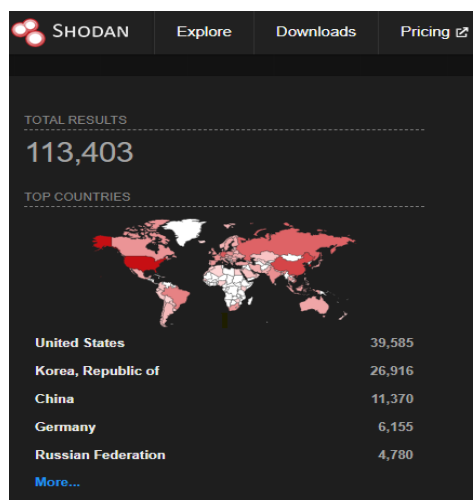 SHODAN Explore Downloads Pricing
TOTAL RESULTS
113,403
TOP COUNTRIES
United States 39,585
Korea, Republic of 26,916
China 11,370
Germany 6,155
Russian Federation 4,780
More...